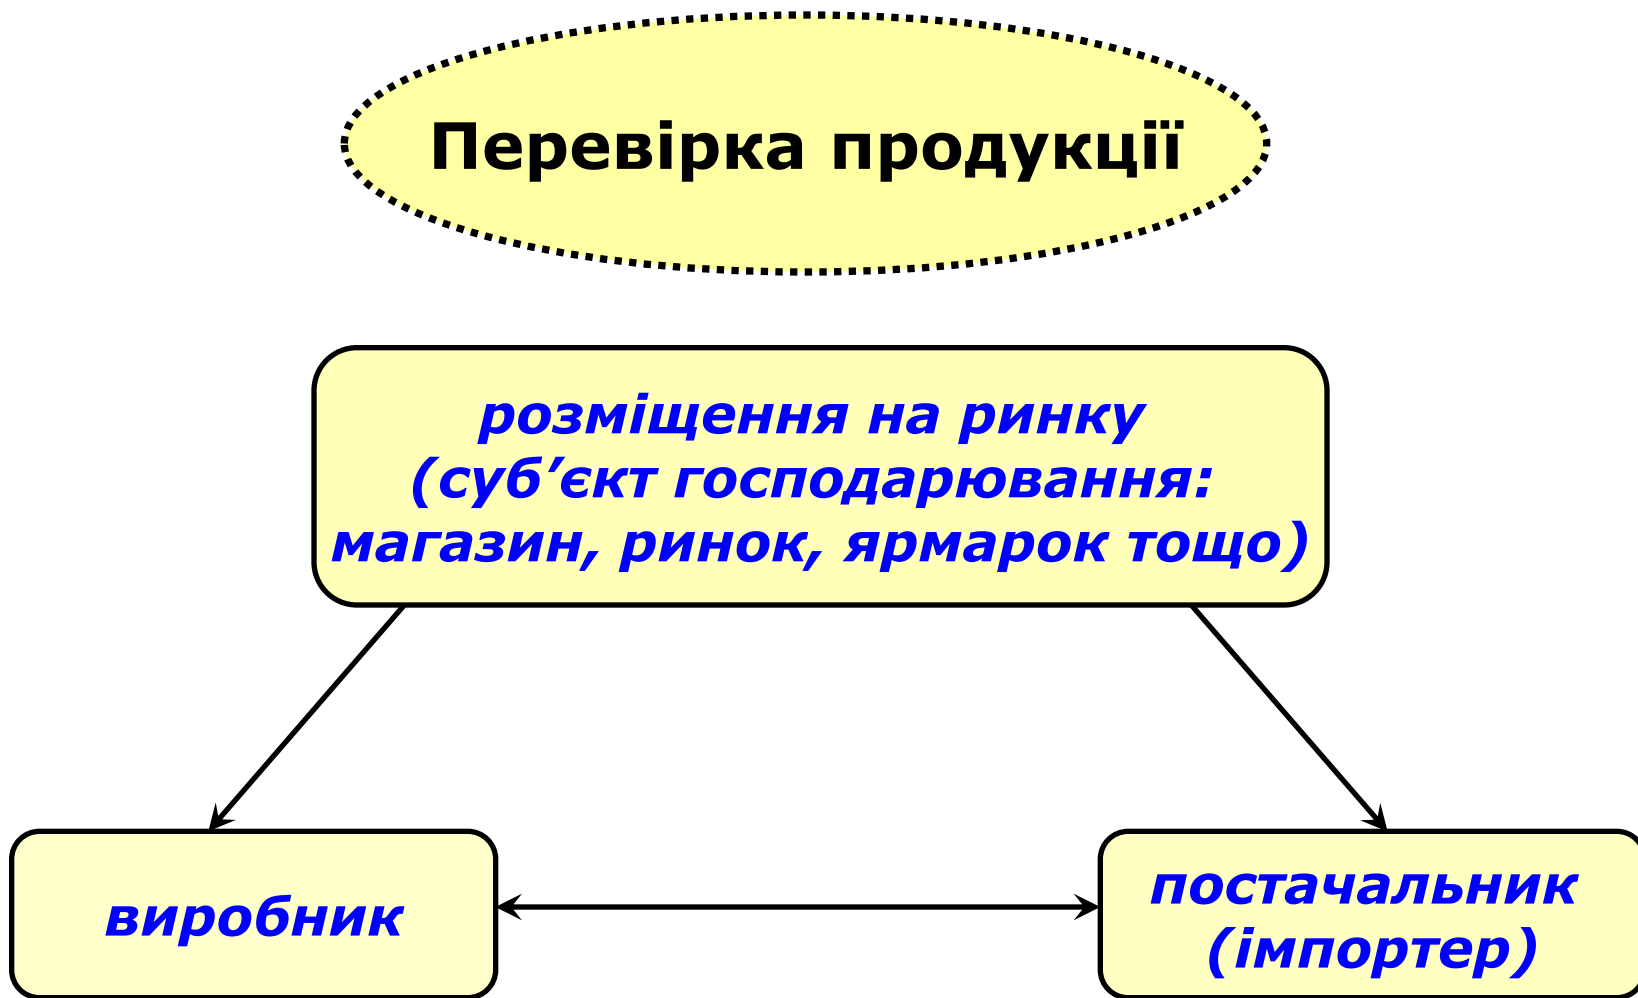 Перевірка продукції
розміщення на ринку
(суб’єкт господарювання:
магазин, ринок, ярмарок тощо)
виробник
постачальник
(імпортер)